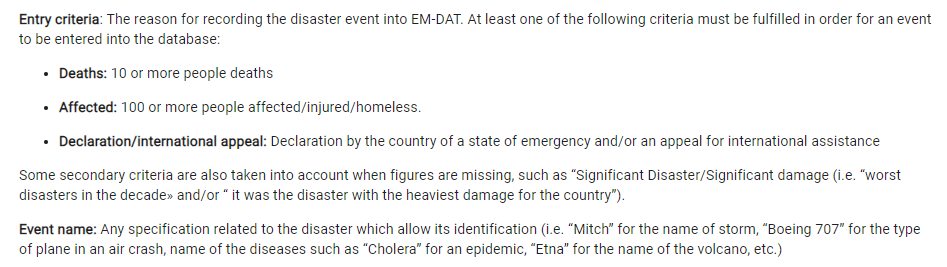 Entry criteria: The reason for recording the disaster event into EM-DAT. At least one of the following criteria must be fulfilled in order for an event
to be entered into the database:
• Deaths: 10 or more people deaths
• Affected: 100 or more people affected/injured/homeless.
• Declaration/international appeal: Declaration by the country of a state of emergency and/or an appeal for international assistance
Some secondary criteria are also taken into account when figures are missing, such as “Significant Disaster/Significant damage (i.e. “worst
disasters in the decade» and/or “ it was the disaster with the heaviest damage for the country”).
Event name: Any specification related to the disaster which allow its identification (i.e. “Mitch” for the name of storm, “Boeing 707” for the type
of plane in an air crash, name of the diseases such as “Cholera” for an epidemic, “Etna” for the name of the volcano, etc.)